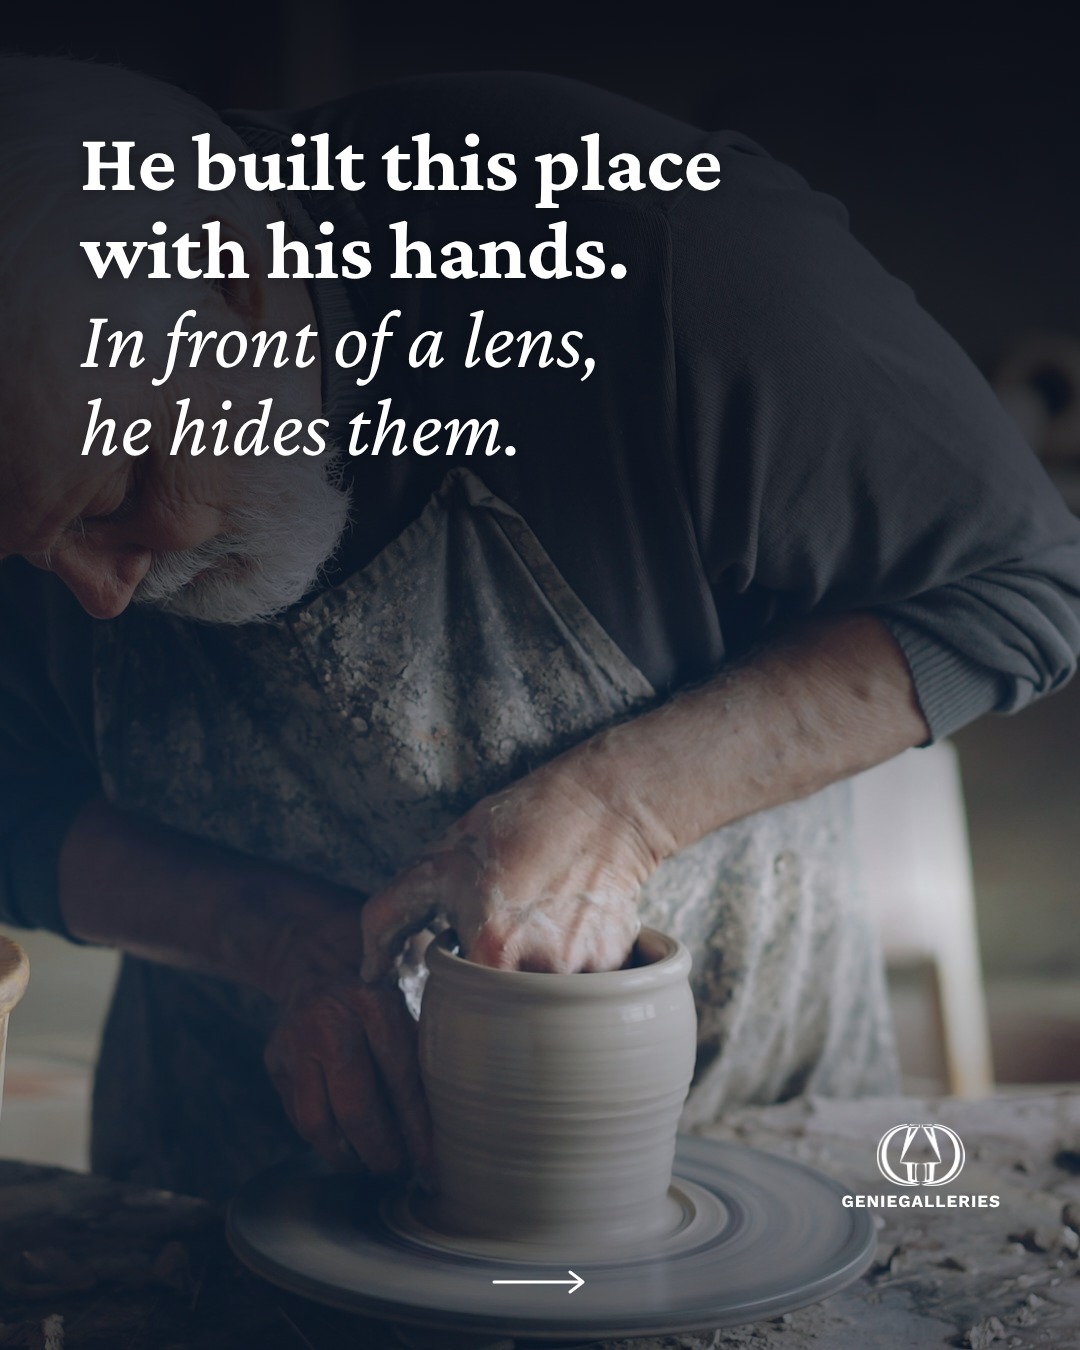 He built this place
with his hands.
In front of a lens,
he hides them.
GENIEGALLERIES